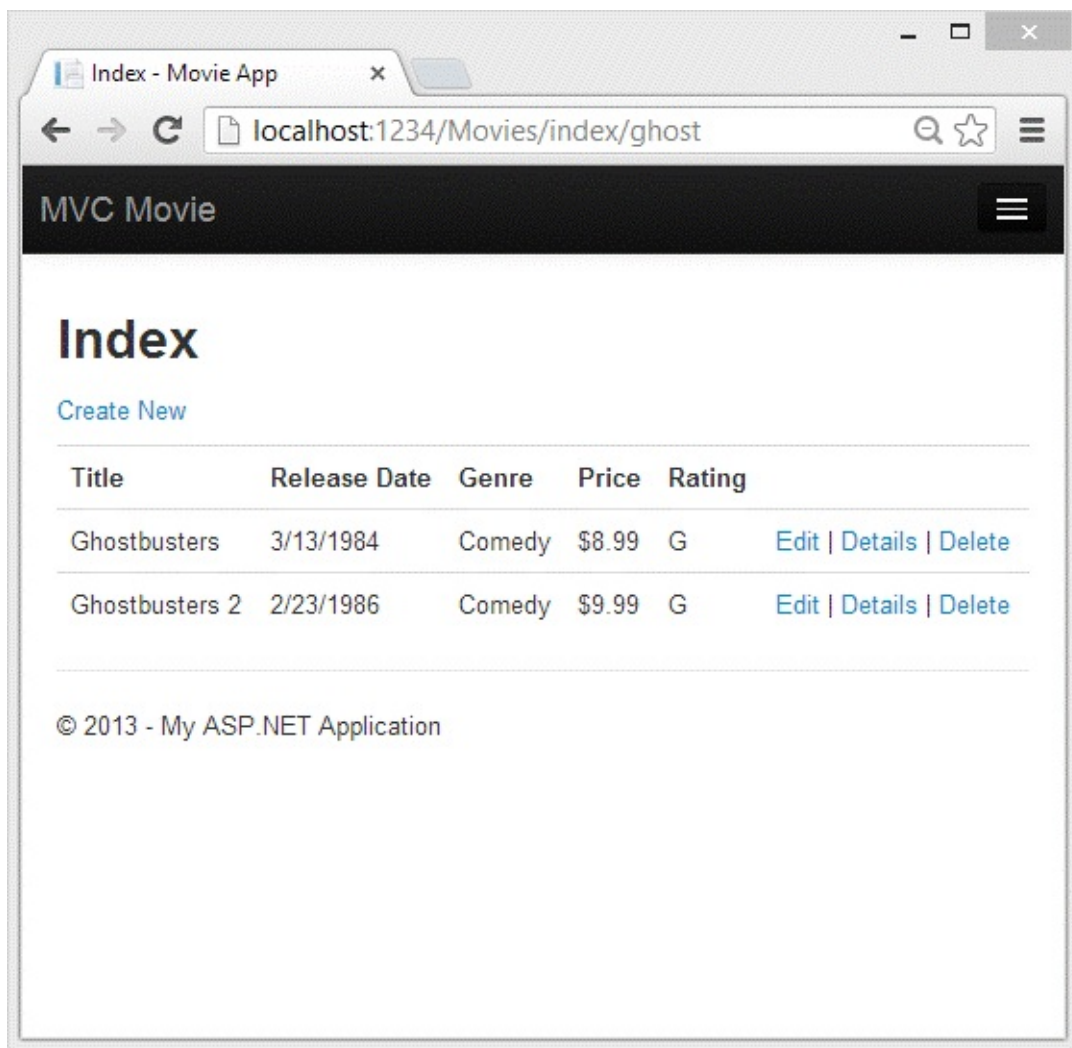 Index - Movie App
localhost:1234/Movies/index/ghost
MVC Movie
Index
Create New
Title Release Date Genre Price Rating
Ghostbusters 3/13/1984 Comedy $8.99 G Edit | Details | Delete
Ghostbusters 2 2/23/1986 Comedy $9.99 G Edit | Details | Delete
© 2013 - My ASP.NET Application